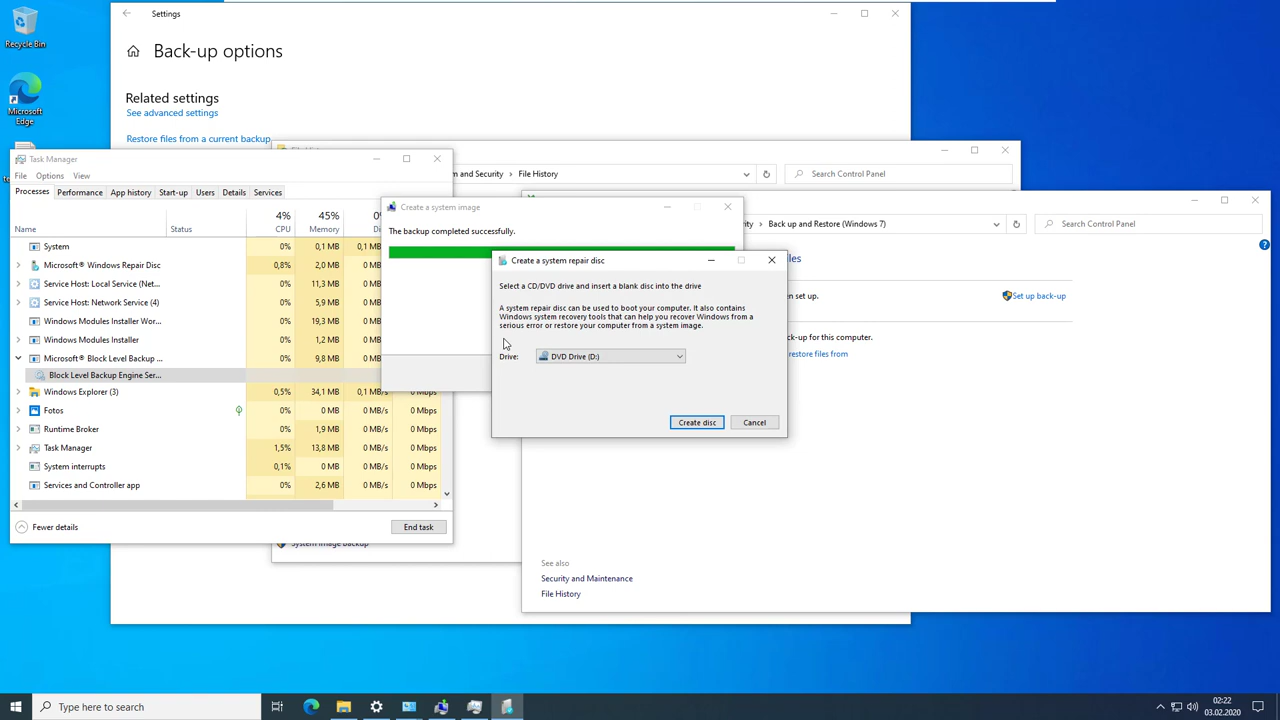 Recycle Bin
Microsoft
Edge
Settings
Back-up options
Related settings
See advanced settings
Restore files from a current backup
Task Manager
File Options View
Processes Performance App history Start-up Users Details Services
4% 45% 0%
Name Status CPU Memory
System 0% 0,1 MB 0 MB/s 0 Mbps
Microsoft® Windows Repair Disc 0,8% 2,0 MB
Service Host: Local Service (Net... 0% 11,3 MB
Service Host: Network Service (4) 0% 5,9 MB
Windows Modules Installer Wor... 0% 19,3 MB
Windows Modules Installer 0% 1,2 MB
Microsoft® Block Level Backup ... 0% 9,8 MB
Block Level Backup Engine Ser...
Windows Explorer (3) 0,5% 34,1 MB 0 MB/s 0 Mbps
Fotos 0% 0 MB 0 MB/s 0 Mbps
Runtime Broker 0% 1,9 MB 0 MB/s 0 Mbps
Task Manager 1,5% 13,8 MB 0 MB/s 0 Mbps
System interrupts 0,1% 0 MB 0 MB/s 0 Mbps
Services and Controller app 0% 2,6 MB 0 MB/s 0 Mbps
Fewer details
End task
m and Security > File History
Search Control Panel
System Image Backup
Create a system image
The backup completed successfully.
Create a system repair disc
Select a CD/DVD drive and insert a blank disc into the drive
A system repair disc can be used to boot your computer. It also contains
Windows system recovery tools that can help you recover Windows from a
serious error or restore your computer from a system image.
Drive: DVD Drive (D:)
Create disc Cancel
Back up and Restore (Windows 7)
Search Control Panel
les
en set up.
Set up back-up
up for this computer.
restore files from
See also
Security and Maintenance
File History
Type here to search
02:22
03.02.2020